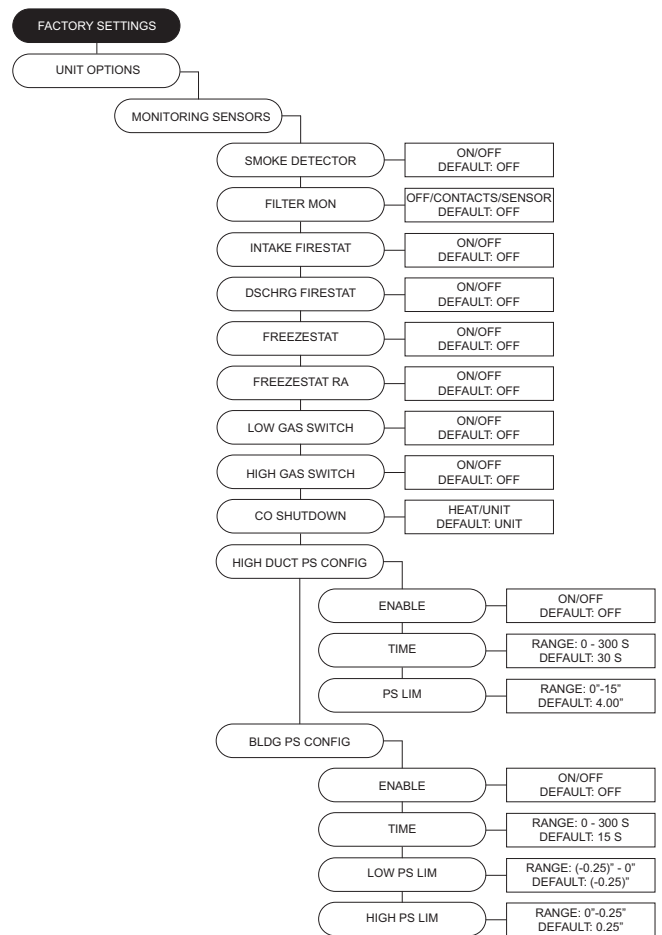 FACTORY SETTINGS
UNIT OPTIONS
MONITORING SENSORS
SMOKE DETECTOR
ON/OFF
DEFAULT: OFF
FILTER MON
OFF/CONTACTS/SENSOR
DEFAULT: OFF
INTAKE FIRESTAT
ON/OFF
DEFAULT: OFF
DSCHRG FIRESTAT
ON/OFF
DEFAULT: OFF
FREEZESTAT
ON/OFF
DEFAULT: OFF
FREEZESTAT RA
ON/OFF
DEFAULT: OFF
LOW GAS SWITCH
ON/OFF
DEFAULT: OFF
HIGH GAS SWITCH
ON/OFF
DEFAULT: OFF
CO SHUTDOWN
HEAT/UNIT
DEFAULT: UNIT
HIGH DUCT PS CONFIG
ENABLE
ON/OFF
DEFAULT: OFF
TIME
RANGE: 0 - 300 S
DEFAULT: 30 S
PS LIM
RANGE: 0"-15"
DEFAULT: 4.00"
BLDG PS CONFIG
ENABLE
ON/OFF
DEFAULT: OFF
TIME
RANGE: 0 - 300 S
DEFAULT: 15 S
LOW PS LIM
RANGE: (-0.25)" - 0"
DEFAULT: (-0.25)"
HIGH PS LIM
RANGE: 0"-0.25"
DEFAULT: 0.25"